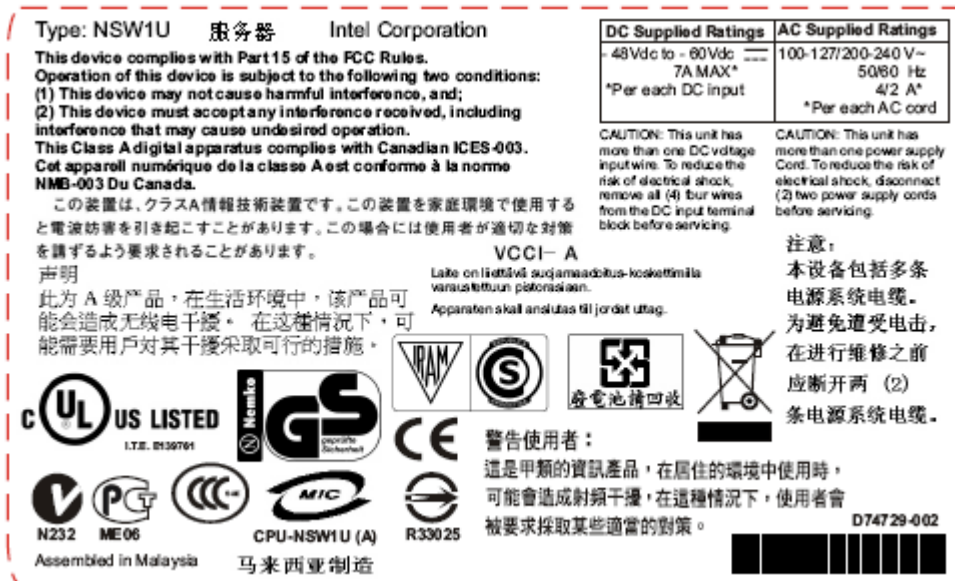 Type: NSW1U 服务器 Intel Corporation
This device complies with Part 15 of the FCC Rules.
Operation of this device is subject to the following two conditions:
(1) This device may not cause harmful interference, and;
(2) This device must accept any interference received, including
interference that may cause undesired operation.
This Class A digital apparatus complies with Canadian ICES-003.
Cet appareil numérique de la classe A est conforme à la norme
NMB-003 Du Canada.
この装置は、クラスA情報技術装置です。この装置を家庭環境で使用する
と電波妨害を引き起こすことがあります。この場合には使用者が適切な対策
を講ずるよう要求されることがあります。
VCCI- A
声明
此为 A 级产品，在生活环境中，该产品可
能会造成无线电干擾。 在这種情况下，可
能需要用戶対其干擾采取可行的措施。
Laite on liettävä suojamaadoitus-koskettimilla
varaustettuun pistorasiaan.
Apparaten skall anslutas till jordat uttag.
DC Supplied Ratings
- 48Vdc to - 60Vdc
7A MAX*
*Per each DC input
AC Supplied Ratings
100-127/200-240 V~
50/60 Hz
4/2 A*
*Per each AC cord
CAUTION: This unit has
more than one DC voltage
input wire. To reduce the
risk of electrical shock,
remove all (4) four wires
from the DC input terminal
block before servicing.
CAUTION: This unit has
more than one power supply
Cord. To reduce the risk of
electrical shock, disconnect
(2) two power supply cords
before servicing.
注意：
本设备包括多条
电源系统电缆。
为避免遭受电击，
在进行维修之前
应断开两 (2)
条电源系统电缆。
C UL US LISTED
I.T.E. E139761
Nemko
GS
geprüfte
Sicherheit
IRAM
S
廢電池請回收
CE
N232
PCT
ME06
CCC
MIC
CPU-NSW1U (A)
R33025
警告使用者：
這是甲類的資訊產品，在居住的環境中使用時，
可能會造成射頻干擾，在這種情況下，使用者會
被要求採取某些適當的對策。
D74729-002
Assembled in Malaysia 马来西亚制造